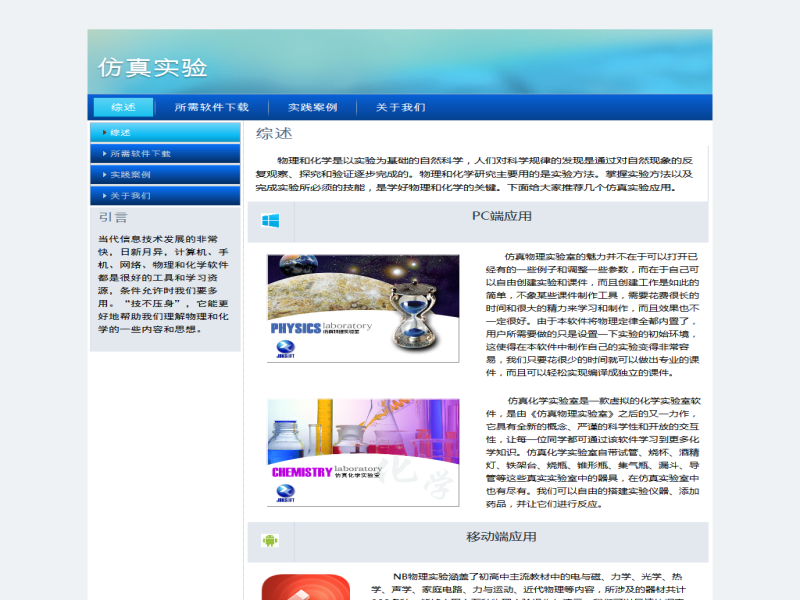 仿真实验
综述 所需软件下载 实践案例 关于我们
综述
所需软件下载
实践案例
关于我们
引言
当代信息技术发展的非常
快，日新月异，计算机、手
机、网络、物理和化学软件
都是很好的工具和学习资
源，条件允许时我们要多
用。“技不压身”，它能更
好地帮助我们理解物理和化
学的一些内容和思想。
综述
物理和化学是以实验为基础的自然科学，人们对科学规律的发现是通过对自然现象的反
复观察、探究和验证逐步完成的。物理和化学研究主要用的是实验方法。掌握实验方法以及
完成实验所必须的技能，是学好物理和化学的关键。下面给大家推荐几个仿真实验应用。
PC端应用
PHYSICS laboratory
仿真物理实验室
仿真物理实验室的魅力并不在于可以打开已
经有的一些例子和调整一些参数，而在于自己可
以自由创建实验和课件，而且创建工作是如此的
简单，不象某些课件制作工具，需要花费很长的
时间和很大的精力来学习和制作，而且效果也不
一定很好。由于本软件将物理定律全都内置了，
用户所需要做的只是设置一下实验的初始环境，
这使得在本软件中制作自己的实验变得非常容
易，我们只要花很少的时间就可以做出专业的课
件，而且可以轻松实现编译成独立的课件。
CHEMISTRY laboratory
仿真化学实验室
化学
仿真化学实验室是一款虚拟的化学实验室软
件，是由《仿真物理实验室》之后的又一力作，
它具有全新的概念、严谨的科学性和开放的交互
性，让每一位同学都可通过该软件学习到更多化
学知识。仿真化学实验室自带试管、烧杯、酒精
灯、铁架台、烧瓶、锥形瓶、集气瓶、漏斗、导
管等这些真实实验室中的器具，在仿真实验室中
也有尽有。我们可以自由的搭建实验仪器、添加
药品，并让它们进行反应。
移动端应用
NB物理实验涵盖了初高中主流教材中的电与磁、力学、光学、热
学、声学、家庭电路、力与运动、近代物理等内容，所涉及的器材共计